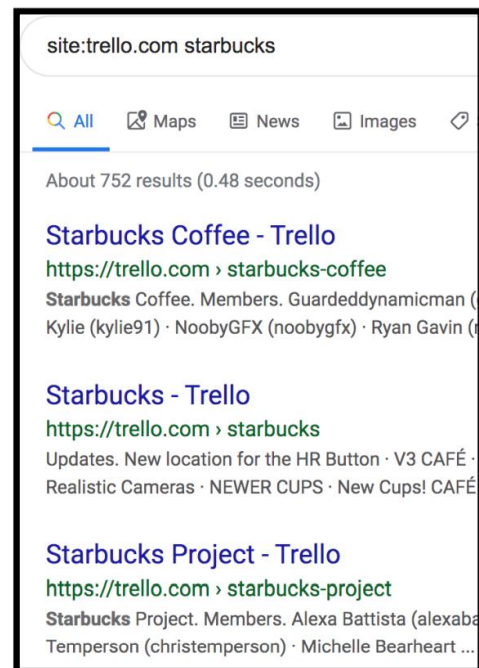 site:trello.com starbucks
All Maps News Images
About 752 results (0.48 seconds)
Starbucks Coffee - Trello
https://trello.com › starbucks-coffee
Starbucks Coffee. Members. Guardeddynamicman (
Kylie (kylie91) · NoobyGFX (noobygfx) · Ryan Gavin (
Starbucks - Trello
https://trello.com › starbucks
Updates. New location for the HR Button · V3 CAFÉ ·
Realistic Cameras · NEWER CUPS · New Cups! CAFÉ
Starbucks Project - Trello
https://trello.com › starbucks-project
Starbucks Project. Members. Alexa Battista (alexaba
Temperson (christemperson) · Michelle Bearheart ...